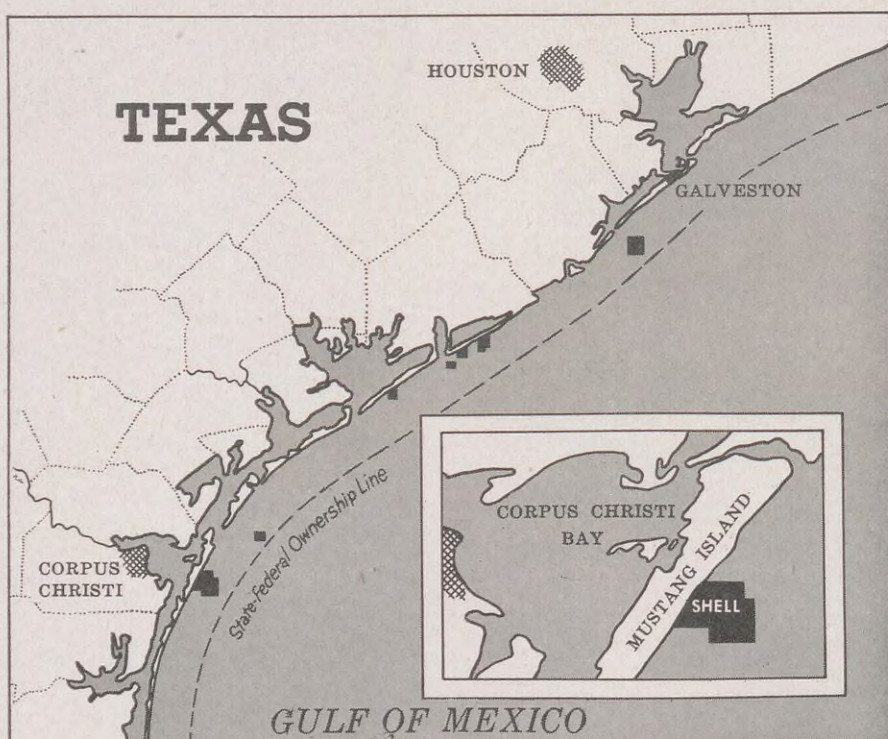 HOUSTON
TEXAS
GALVESTON
State-Federal Ownership Line
CORPUS CHRISTI
BAY
MUSTANG ISLAND
SHELL
CORPUS
CHRISTI
GULF OF MEXICO